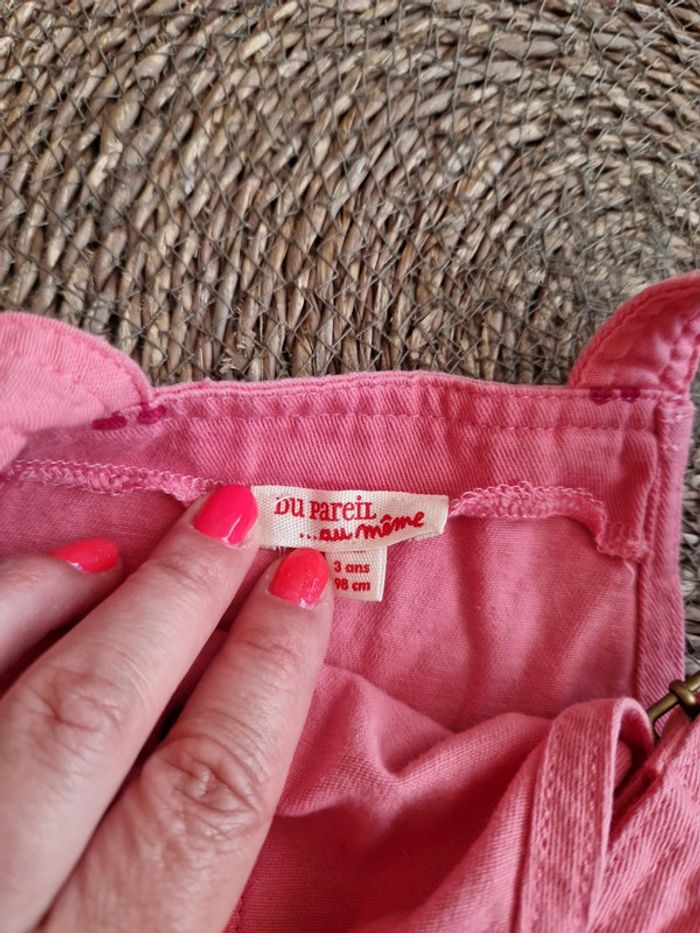 Du Pareil
...au même
3 ans
98 cm